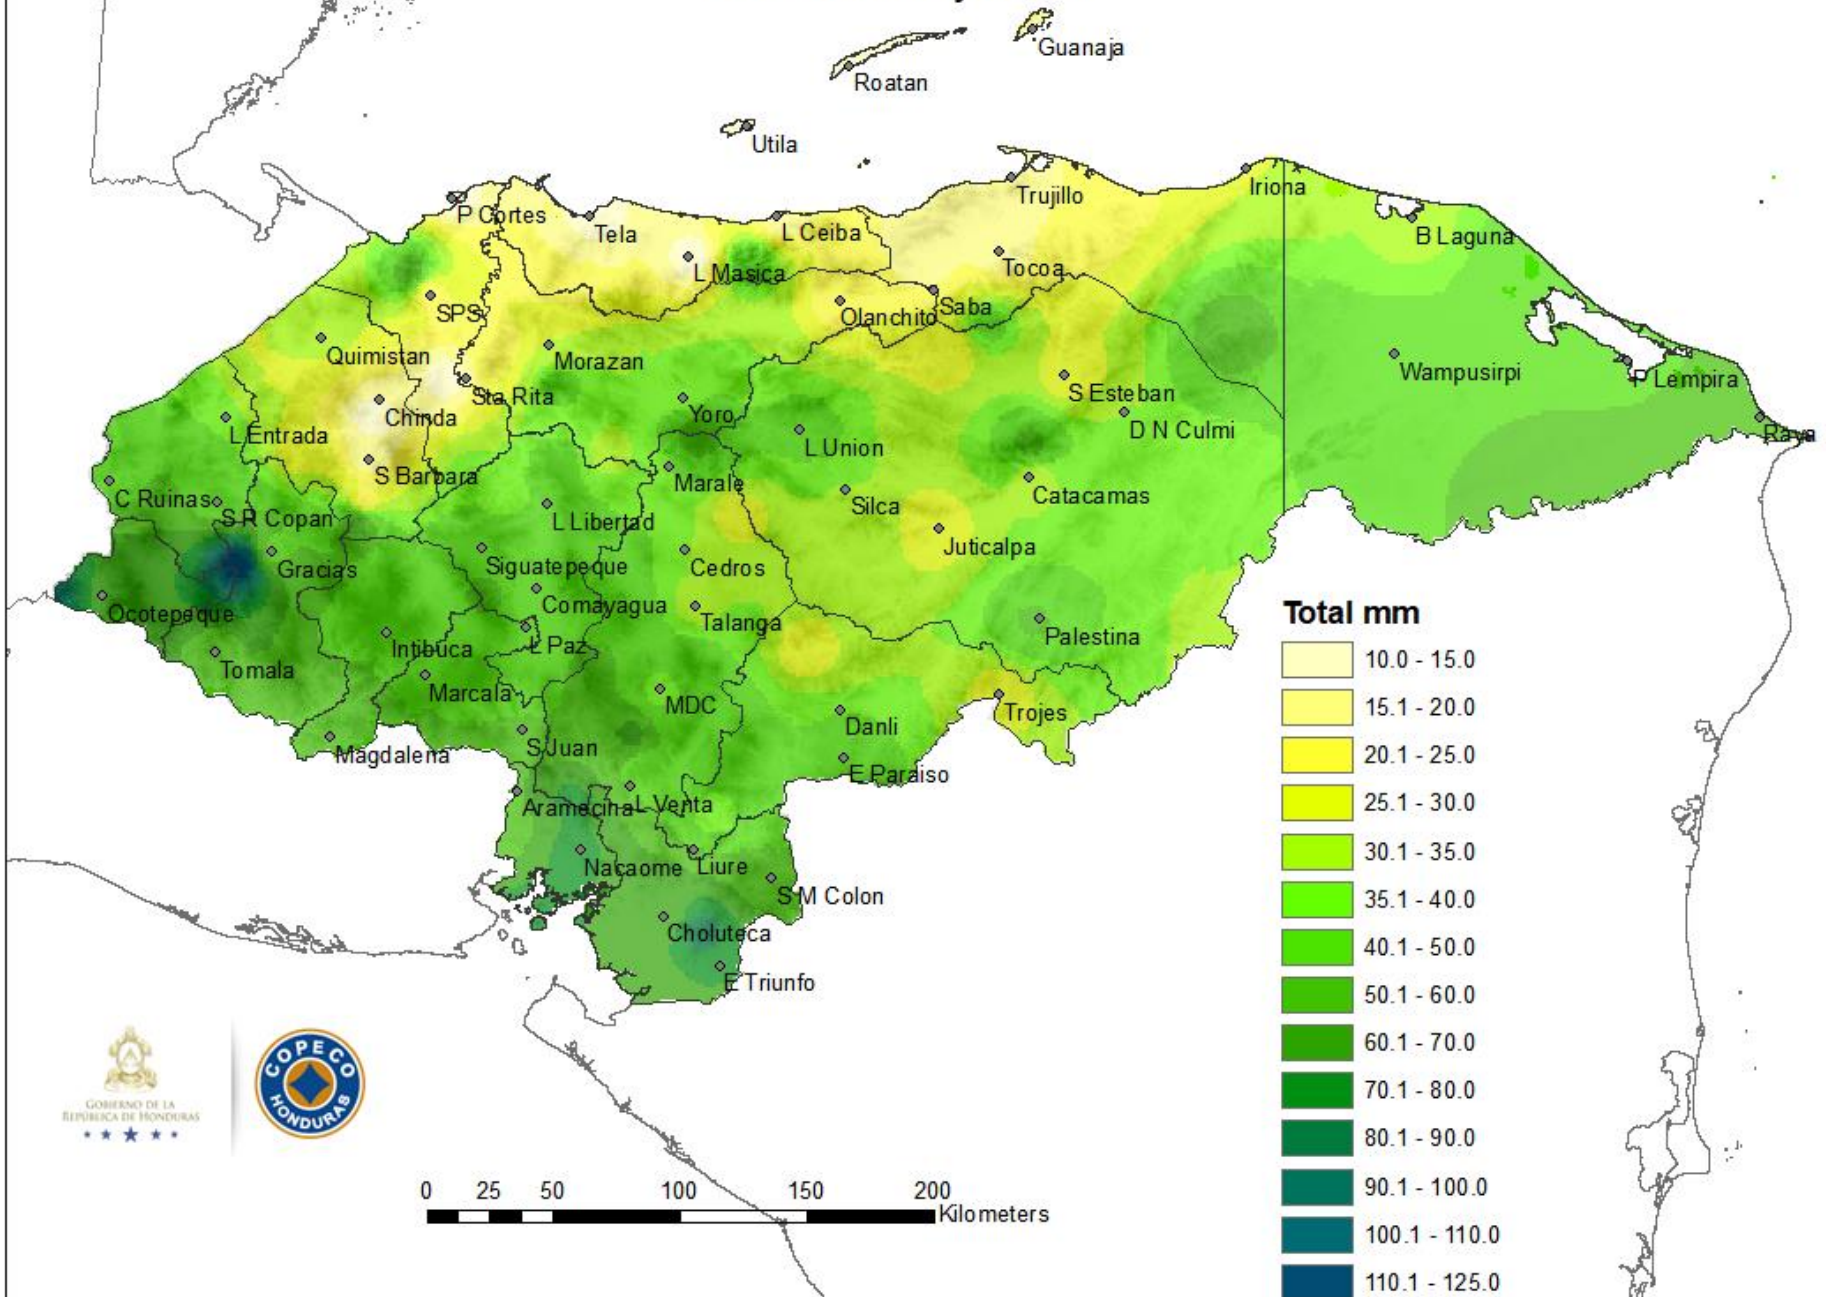 Guanaja
Roatan
Utila
Trujillo
Iriona
P Cortes
Tela
L Ceiba
B Laguna
L Masica
Tocoa
SPS
Olanchito
Saba
Quimistan
Morazan
Wampusirpi
P Lempira
Sta Rita
S Esteban
Chinda
Yoro
D N Culmi
L Entrada
L Union
Raya
S Barbara
Marale
Catacamas
C Ruinas
S R Copan
L Libertad
Silca
Juticalpa
Gracias
Siguatepeque
Cedros
Ocotepeque
Comayagua
Talanga
Palestina
Intibuca
L Paz
Tomala
Marcala
MDC
Trojes
Danli
S Juan
Magdalena
E Paraiso
Aramecina
L Venta
Nacaome
Liure
S M Colon
Choluteca
E Triunfo
Total mm
10.0 - 15.0
15.1 - 20.0
20.1 - 25.0
25.1 - 30.0
30.1 - 35.0
35.1 - 40.0
40.1 - 50.0
50.1 - 60.0
60.1 - 70.0
70.1 - 80.0
80.1 - 90.0
90.1 - 100.0
100.1 - 110.0
110.1 - 125.0
GOBIERNO DE LA
REPÚBLICA DE HONDURAS
COPECO
HONDURAS
0 25 50 100 150 200
Kilometers